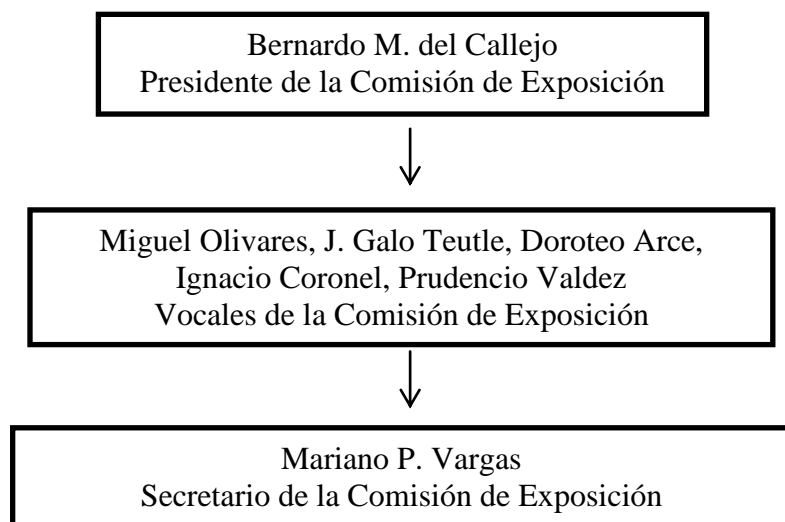 Bernardo M. del Callejo
Presidente de la Comisión de Exposición
Miguel Olivares, J. Galo Teutle, Doroteo Arce,
Ignacio Coronel, Prudencio Valdez
Vocales de la Comisión de Exposición
Mariano P. Vargas
Secretario de la Comisión de Exposición